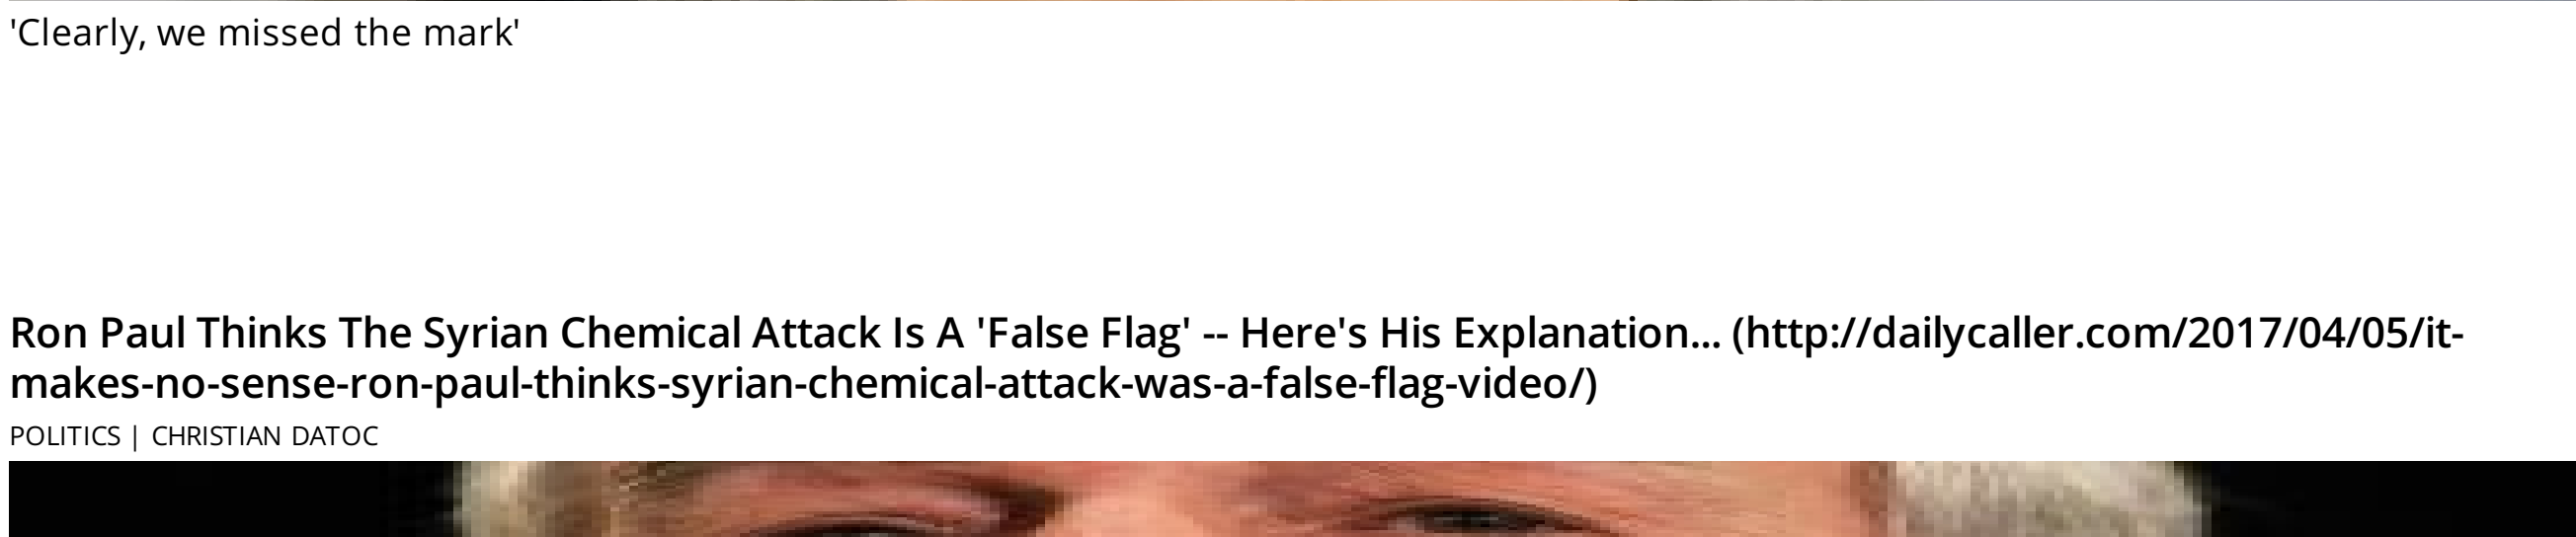 'Clearly, we missed the mark'
Ron Paul Thinks The Syrian Chemical Attack Is A 'False Flag' -- Here's His Explanation... (http://dailycaller.com/2017/04/05/it-
makes-no-sense-ron-paul-thinks-syrian-chemical-attack-was-a-false-flag-video/)
POLITICS | CHRISTIAN DATOC